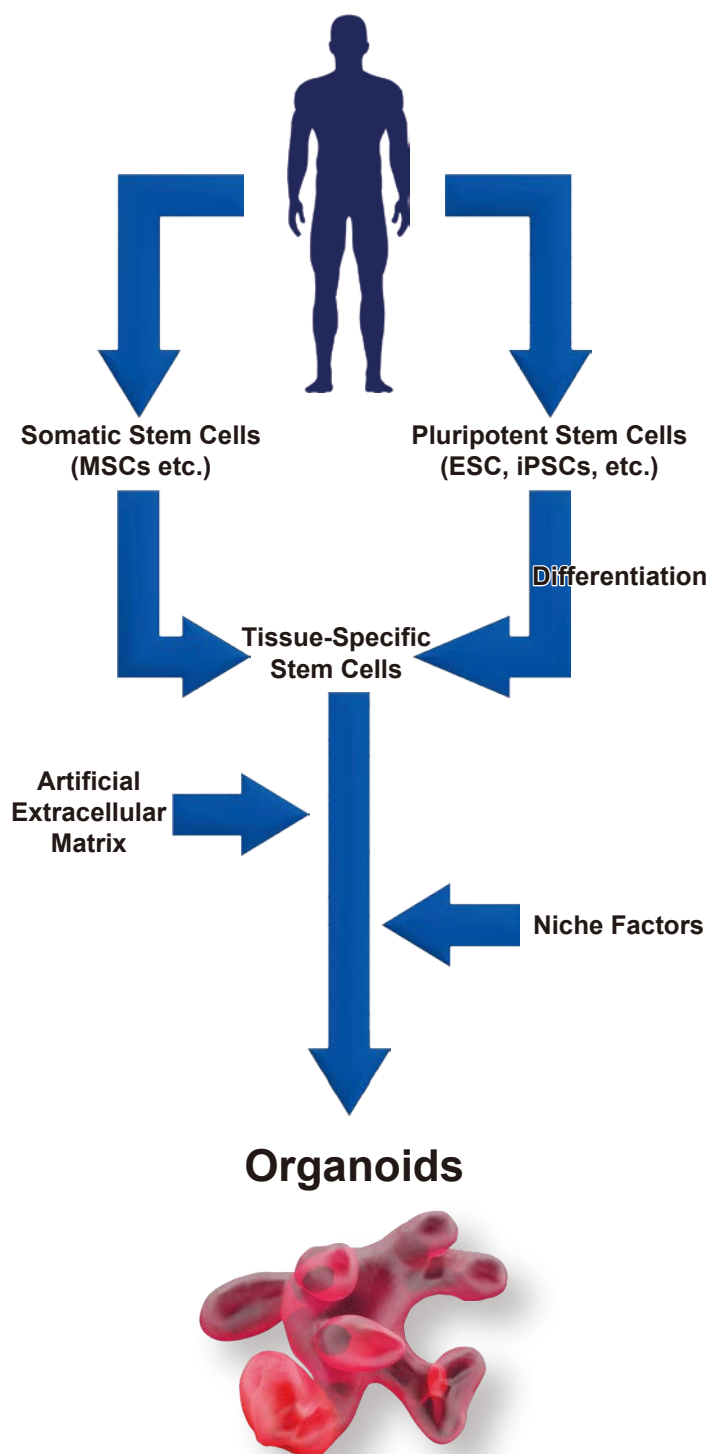 Somatic Stem Cells
(MSCs etc.)
Pluripotent Stem Cells
(ESC, iPSCs, etc.)
Differentiation
Tissue-Specific
Stem Cells
Artificial
Extracellular
Matrix
Niche Factors
Organoids